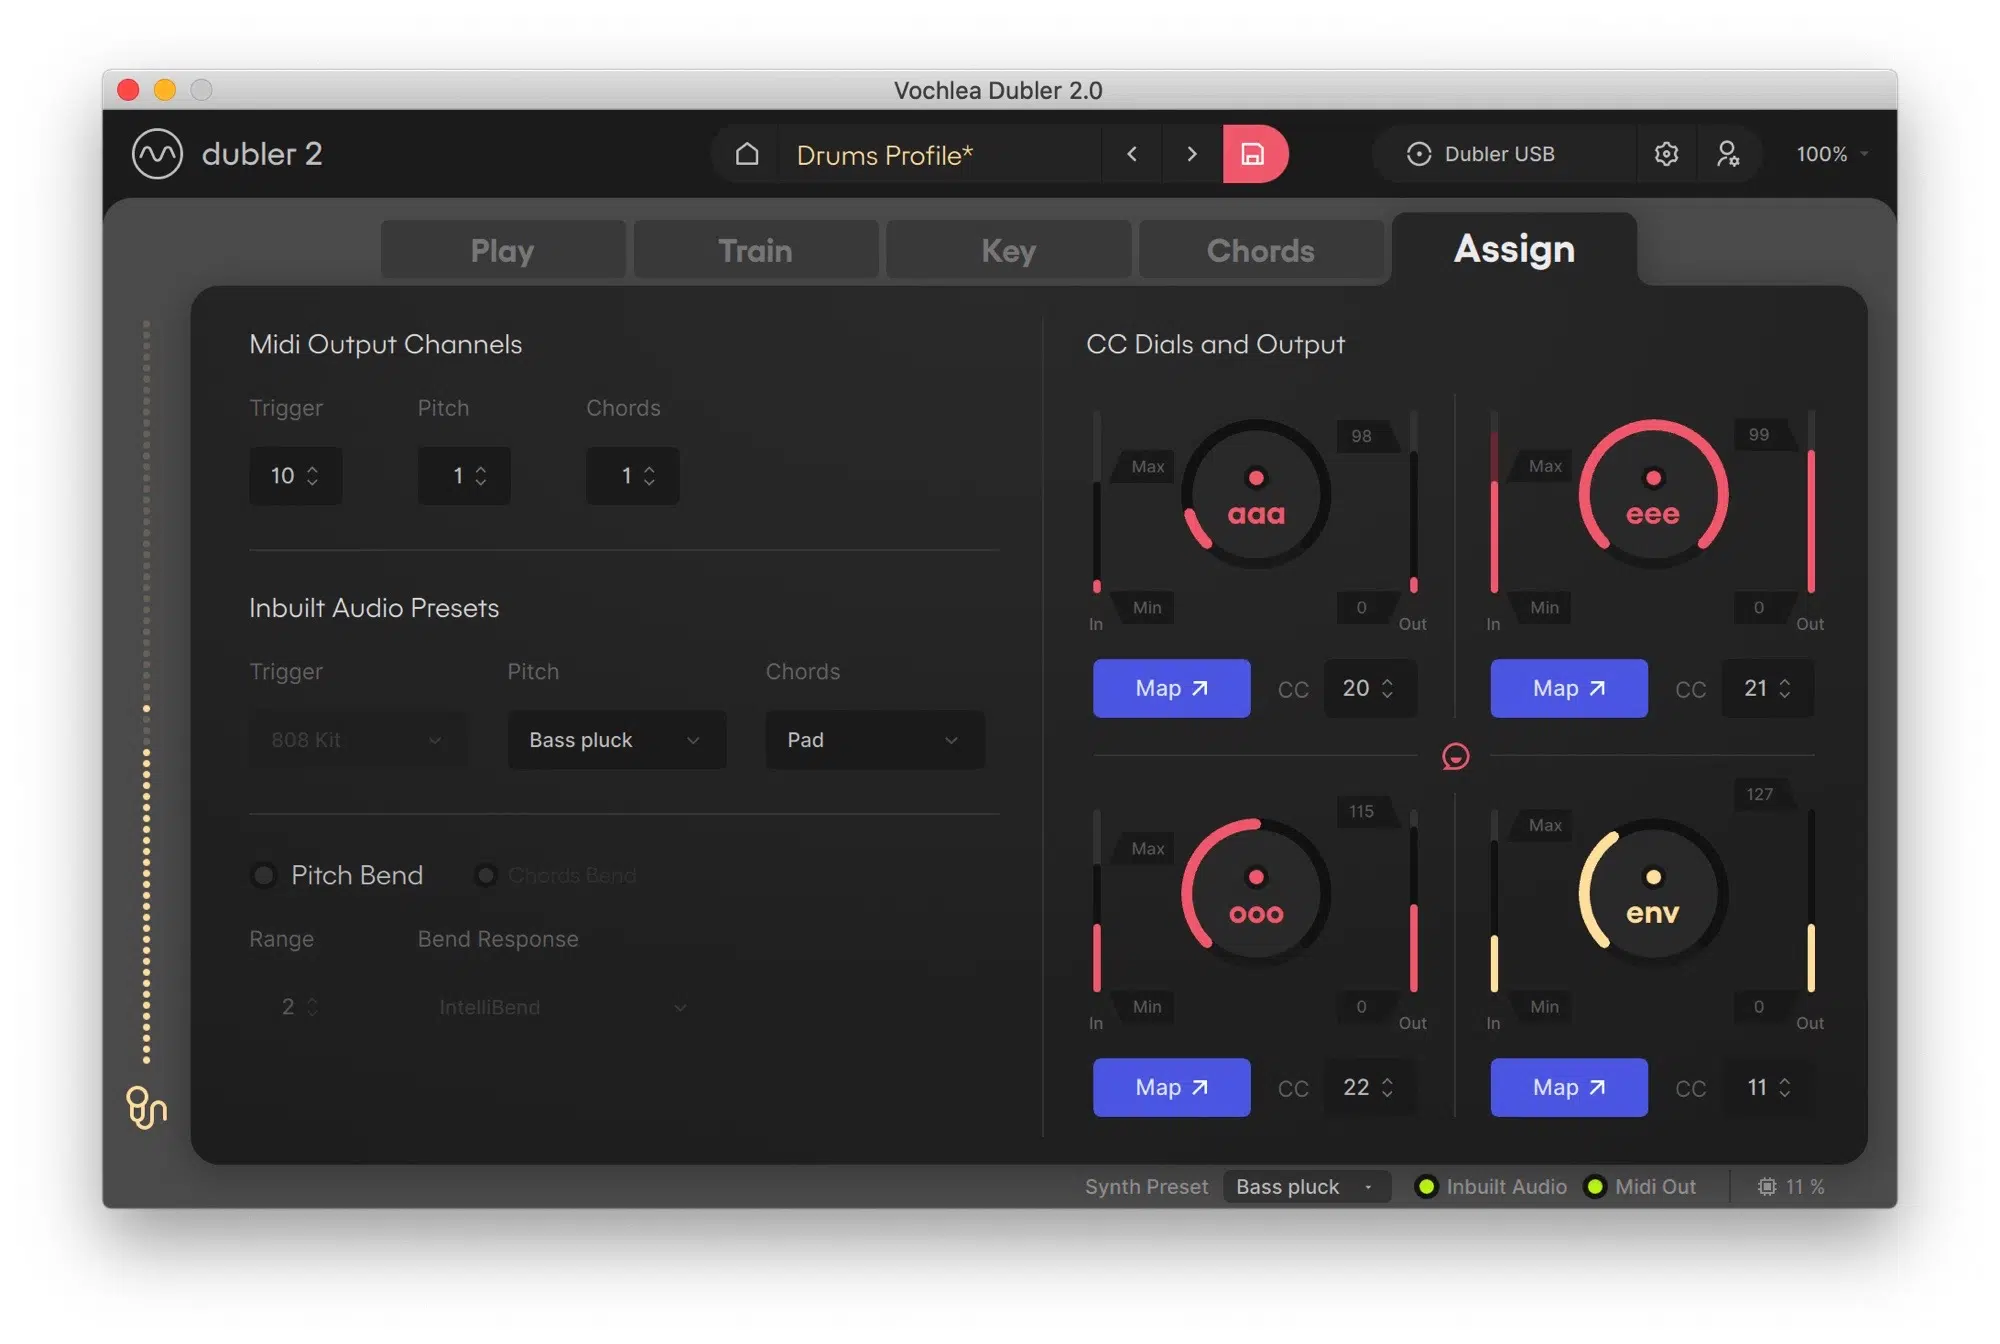 Vochlea Dubler 2.0
dubler 2
Drums Profile*
Dubler USB
100%
Play
Train
Key
Chords
Assign
Midi Output Channels
Trigger
Pitch
Chords
10
1
1
Inbuilt Audio Presets
Trigger
Pitch
Chords
808 Kit
Bass pluck
Pad
Pitch Bend
Chords Bend
Range
Bend Response
2
IntelliBend
CC Dials and Output
Max
98
aaa
Min
0
In
Out
Map
CC
20
Max
99
eee
Min
0
In
Out
Map
CC
21
Max
115
ooo
Min
0
In
Out
Map
CC
22
Max
127
env
Min
0
In
Out
Map
CC
11
Synth Preset
Bass pluck
Inbuilt Audio
Midi Out
11 %